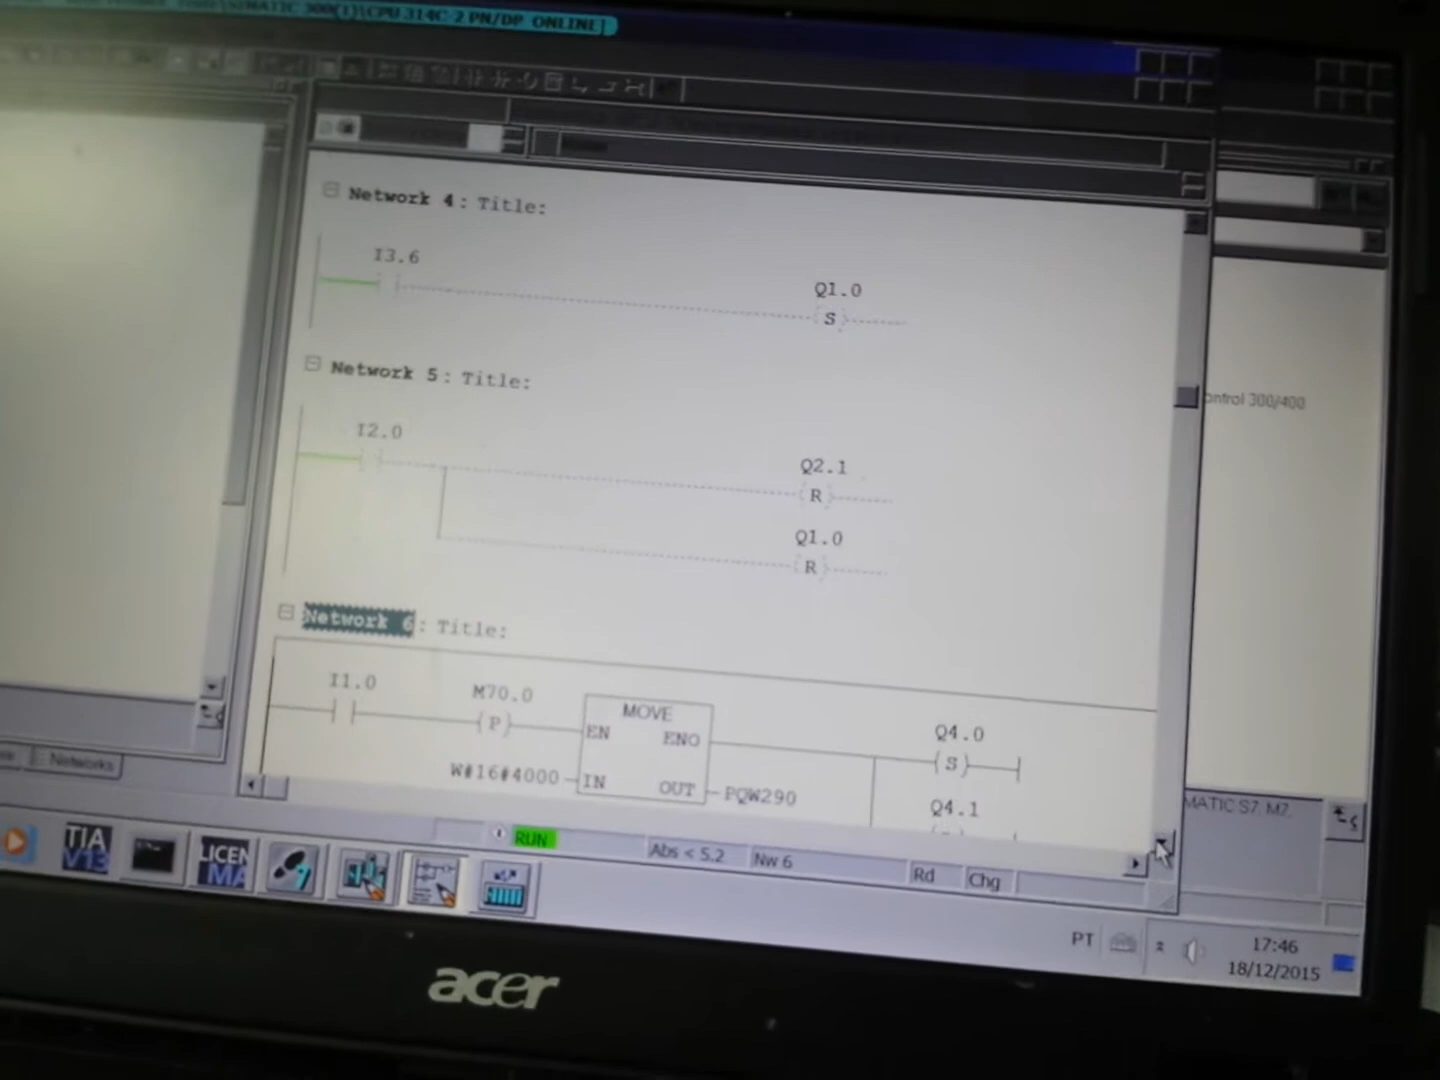 SIMATIC 300(1)\CPU 314C-2 PN/DP ONLINE]
Network 4: Title:
I3.6
Q1.0
S
Network 5: Title:
I2.0
Q2.1
R
Q1.0
R
Network 6: Title:
I1.0
M70.0
P
MOVE
EN
ENO
W#16#4000
IN
OUT
PQW290
Q4.0
S
Q4.1
ontrol 300/400
MATIC S7, M7,
Networks
RUN
Abs < 5.2
Nw 6
Rd
Chg
TIA
V13
LICEN
MA
PT
17:46
18/12/2015
acer